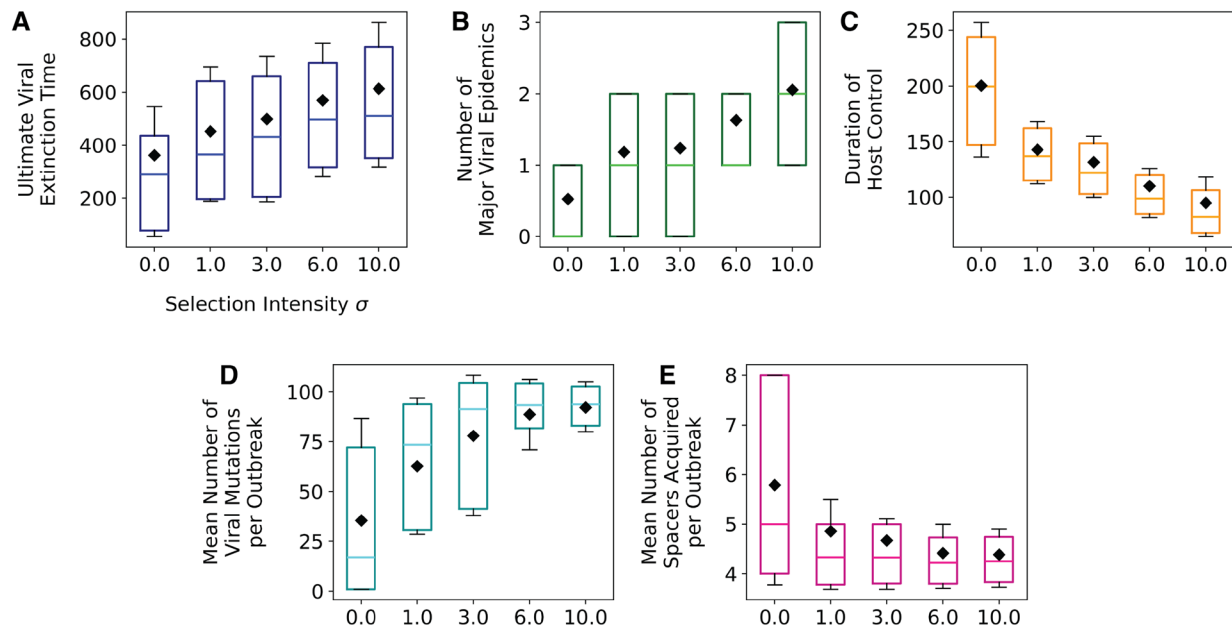 A
Ultimate Viral
Extinction Time
800
600
400
200
0.0 1.0 3.0 6.0 10.0
Selection Intensity σ
B
Number of
Major Viral Epidemics
3
2
1
0
0.0 1.0 3.0 6.0 10.0
C
Duration of
Host Control
250
200
150
100
0.0 1.0 3.0 6.0 10.0
D
Mean Number of
Viral Mutations
per Outbreak
100
75
50
25
0
0.0 1.0 3.0 6.0 10.0
E
Mean Number of
Spacers Acquired
per Outbreak
8
7
6
5
4
0.0 1.0 3.0 6.0 10.0